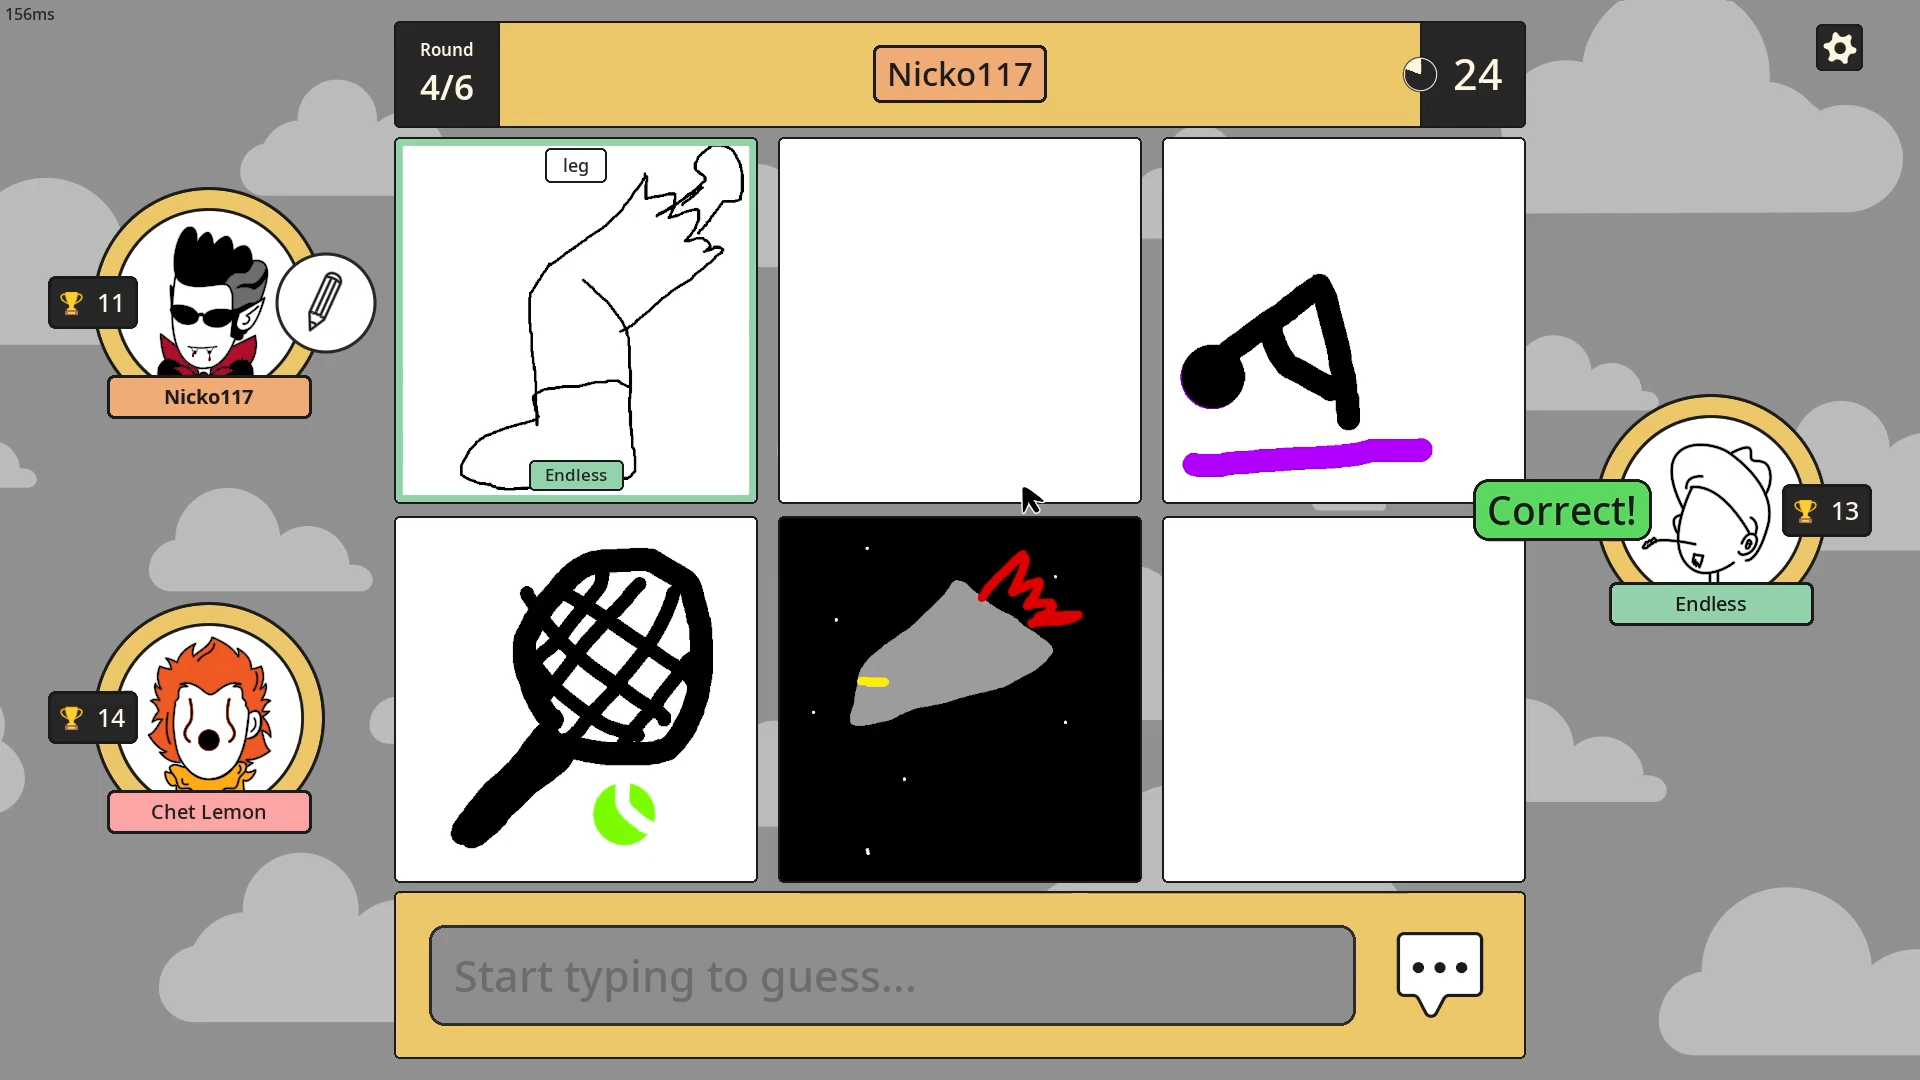 156ms
Round
4/6
Nicko117
24
leg
Endless
11
Nicko117
Correct!
13
Endless
14
Chet Lemon
Start typing to guess...